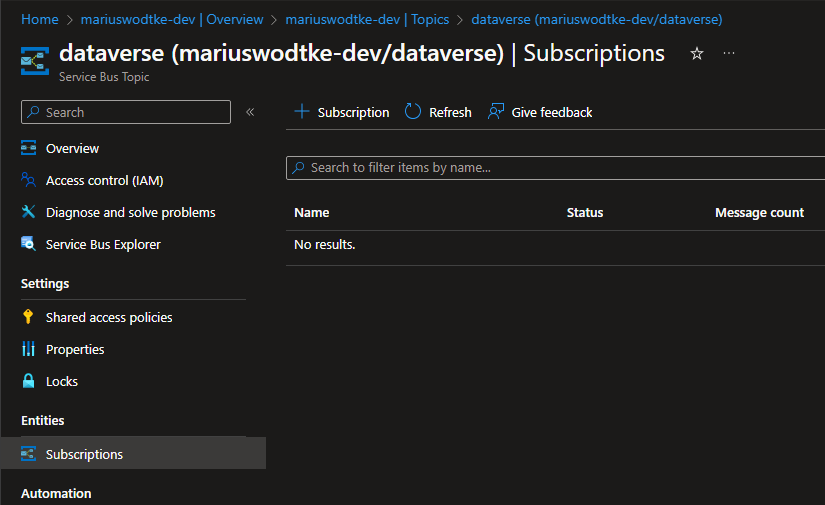 Home > mariuswodtke-dev | Overview > mariuswodtke-dev | Topics > dataverse (mariuswodtke-dev/dataverse)
dataverse (mariuswodtke-dev/dataverse) | Subscriptions ☆ ···
Service Bus Topic
Search «
Overview
Access control (IAM)
Diagnose and solve problems
Service Bus Explorer
Settings
Shared access policies
Properties
Locks
Entities
Subscriptions
Automation
+ Subscription Refresh Give feedback
Search to filter items by name...
Name Status Message count
No results.